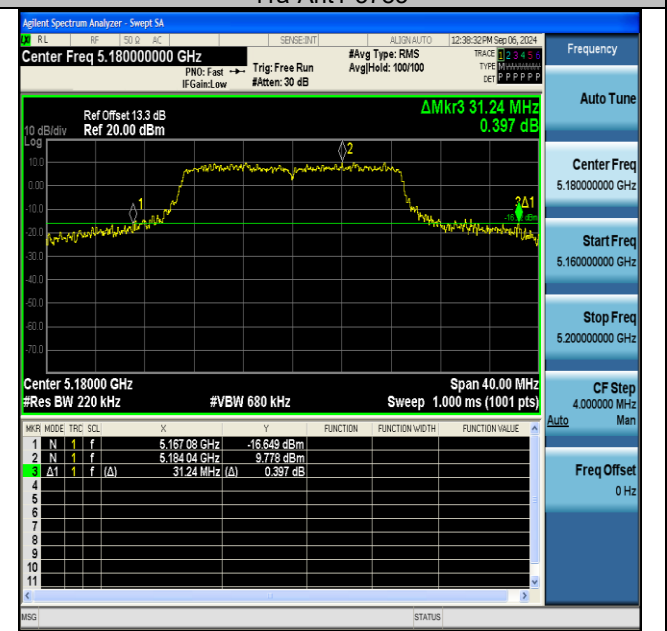 Agilent Spectrum Analyzer - Swept SA
RL RF 50 Ω AC SENSE:INT ALIGN AUTO 12:38:32 PM Sep 06, 2024
Center Freq 5.180000000 GHz
PNO: Fast
IFGain:Low
Trig: Free Run
#Atten: 30 dB
#Avg Type: RMS
Avg|Hold: 100/100
TRACE 1 2 3 4 5 6
TYPE
DET P P P P P P
Frequency
Ref Offset 13.3 dB
Ref 20.00 dBm
10 dB/div
Log
ΔMkr3 31.24 MHz
0.397 dB
10.0
0.00
-10.0
-20.0
-30.0
-40.0
-50.0
-60.0
-70.0
1
2
3Δ1
Center 5.18000 GHz Span 40.00 MHz
#Res BW 220 kHz #VBW 680 kHz Sweep 1.000 ms (1001 pts)
MKR MODE TRC SCL X Y FUNCTION FUNCTION WIDTH FUNCTION VALUE
1 N 1 f 5.167 08 GHz -16.649 dBm
2 N 1 f 5.184 04 GHz 9.778 dBm
3 Δ1 1 f (Δ) 31.24 MHz (Δ) 0.397 dB
4
5
6
7
8
9
10
11
MSG STATUS
Auto Tune
Center Freq
5.180000000 GHz
Start Freq
5.160000000 GHz
Stop Freq
5.200000000 GHz
CF Step
4.000000 MHz
Auto Man
Freq Offset
0 Hz